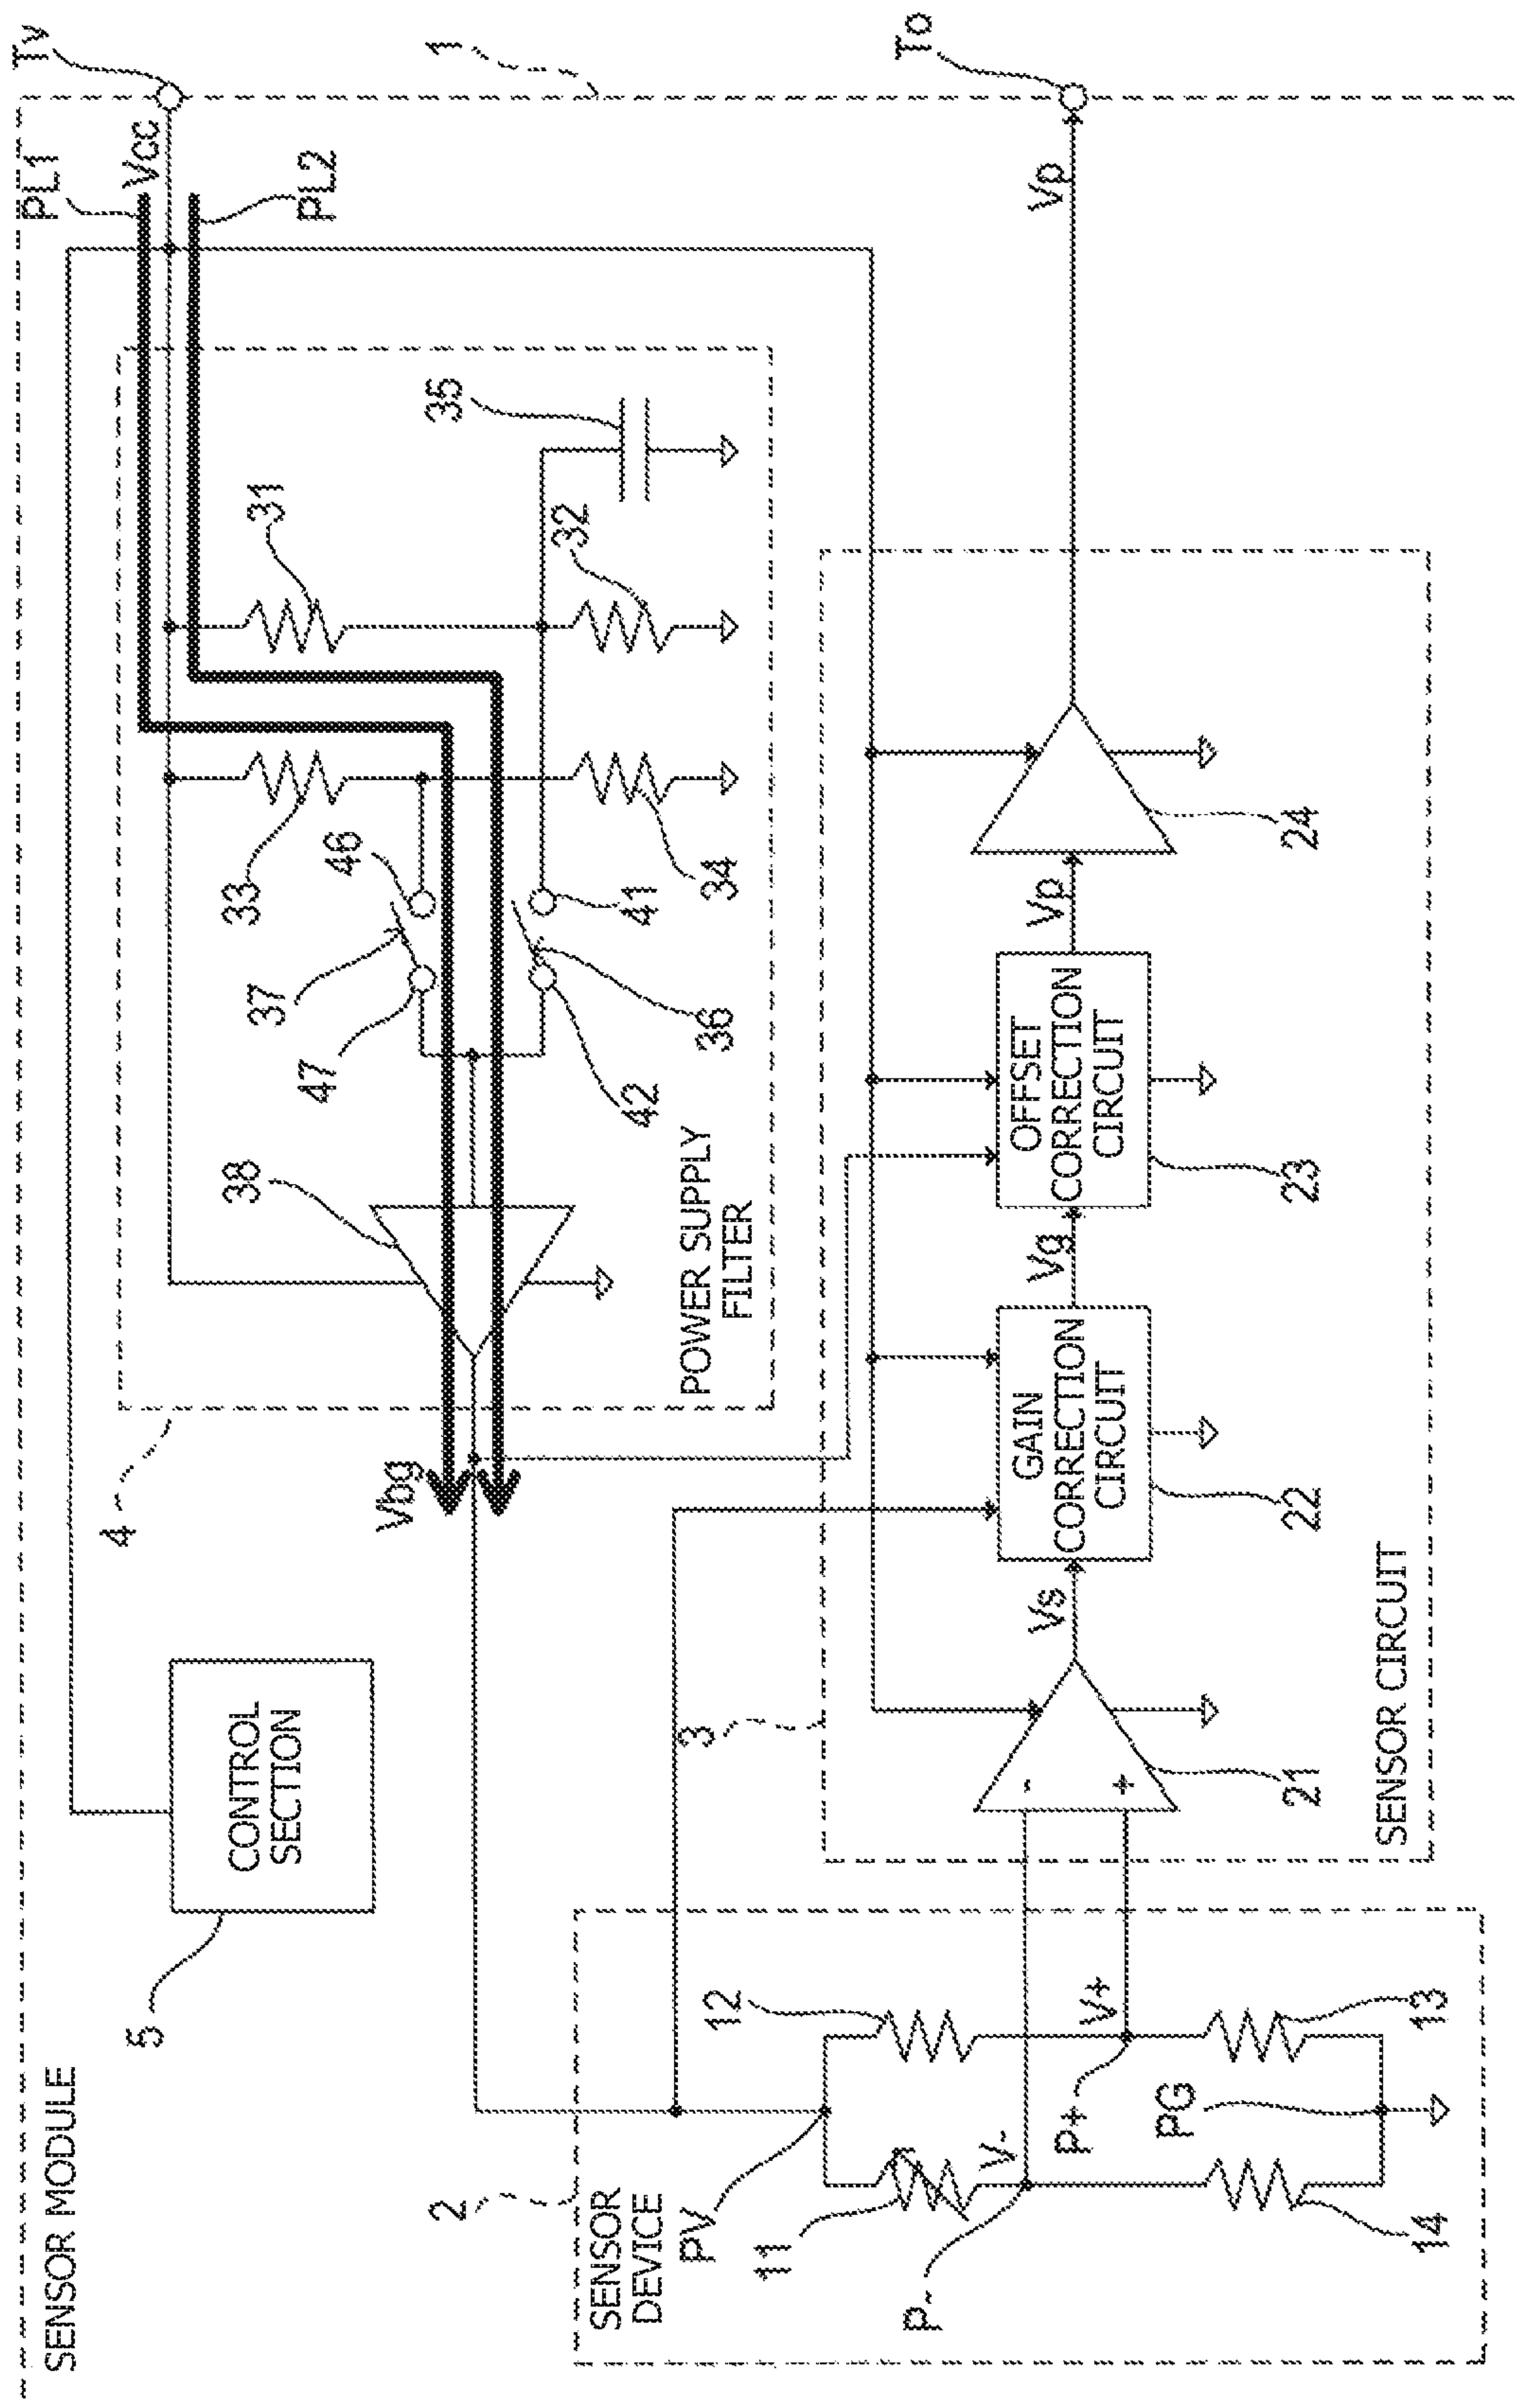 SENSOR MODULE
1
Tv
Vcc
PL1
PL2
5
CONTROL
SECTION
4
Vbg
38
37
47
46
33
31
35
32
34
41
36
42
POWER SUPPLY
FILTER
2
SENSOR
DEVICE
PV
11
12
V-
V+
P-
P+
PG
13
14
3
21
-
+
Vs
GAIN
CORRECTION
CIRCUIT
22
Vg
OFFSET
CORRECTION
CIRCUIT
23
Vp
24
Vp
To
SENSOR CIRCUIT